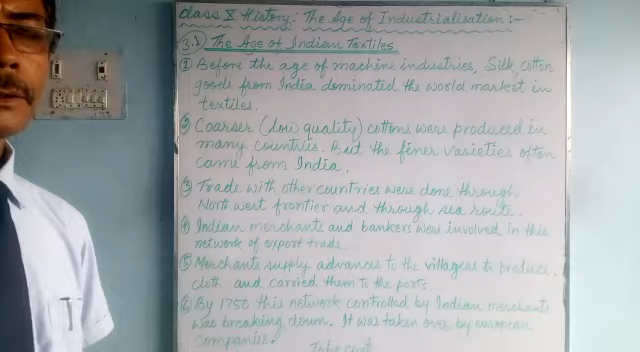 Class X History: The Age of Industrialisation:-
3.1 The Age of Indian Textiles
① Before the age of machine industries, Silk, cotton
goods from India dominated the world market in
textiles.
② Coarser (low quality) cottons were produced in
many countries. But the finer varieties often
came from India.
③ Trade with other countries were done through
North west frontier and through sea route.
④ Indian merchants and bankers were involved in this
network of export trade.
⑤ Merchants supply advances to the villagers to produce
cloth and carried them to the ports.
⑥ By 1750 this network controlled by Indian merchants
was breaking down. It was taken over by european
companies.